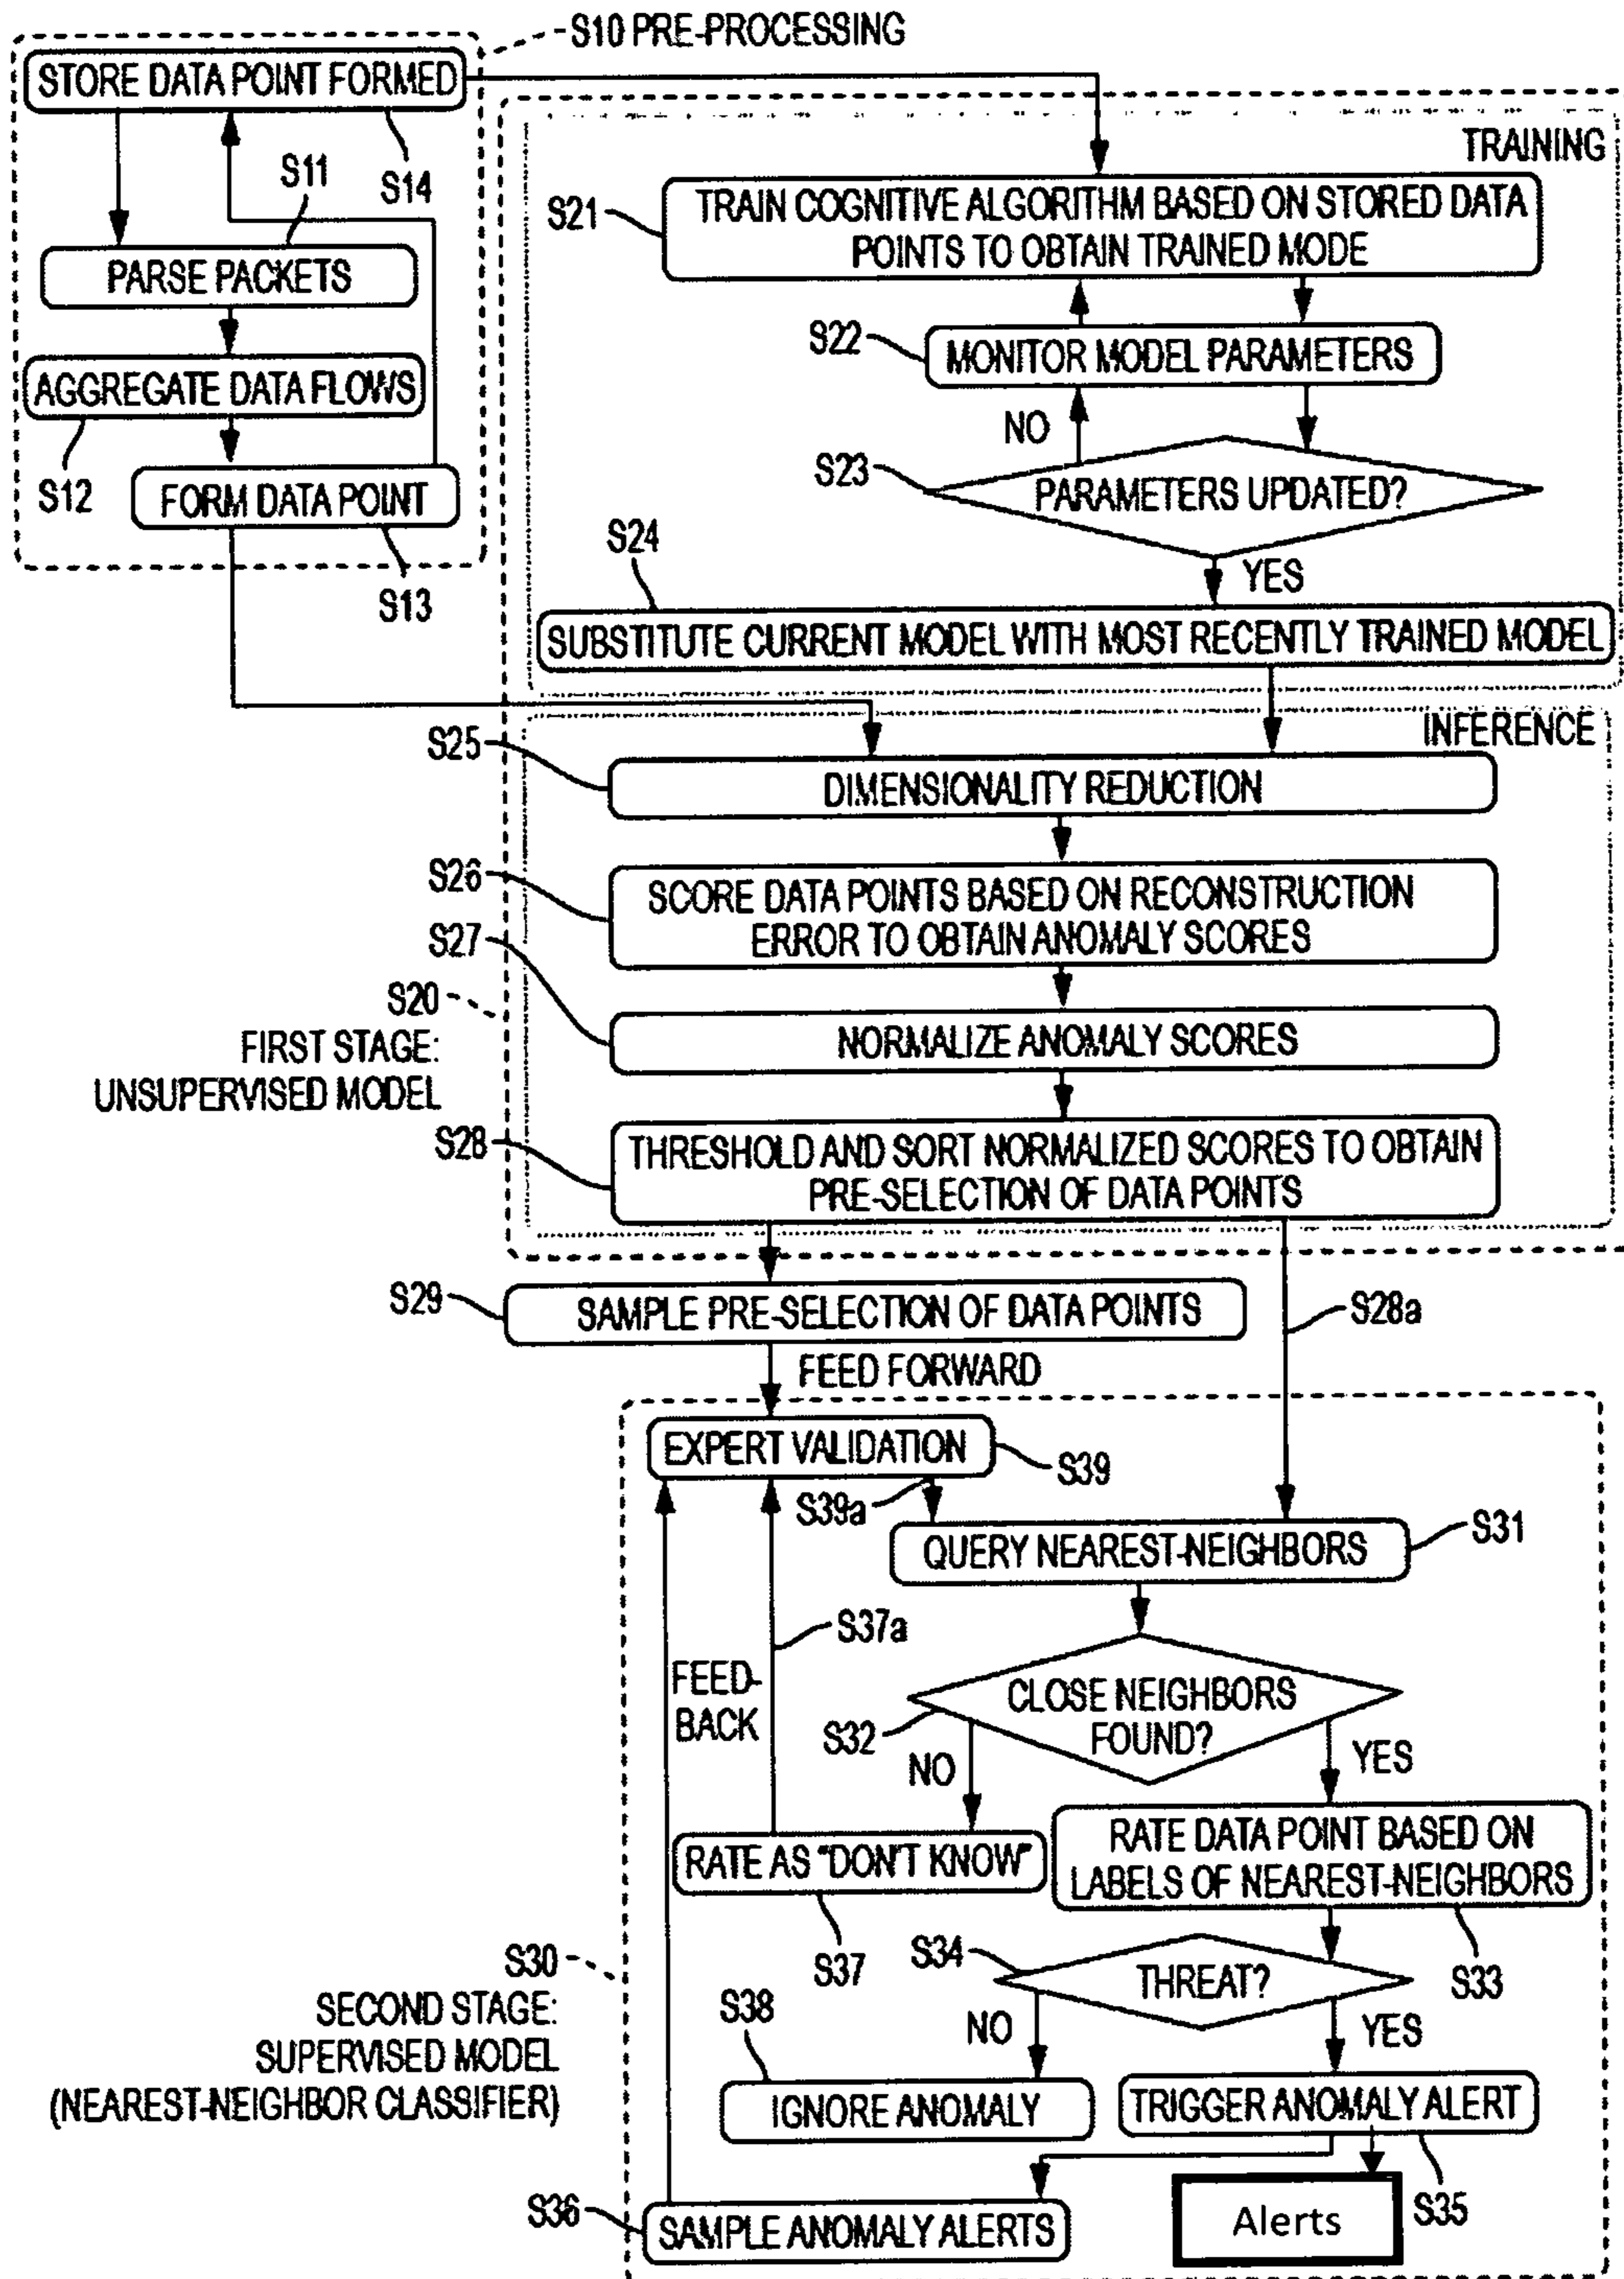 S10 PRE-PROCESSING
STORE DATA POINT FORMED
S14
S11
PARSE PACKETS
AGGREGATE DATA FLOWS
S12
FORM DATA POINT
S13
TRAINING
S21
TRAIN COGNITIVE ALGORITHM BASED ON STORED DATA
POINTS TO OBTAIN TRAINED MODE
S22
MONITOR MODEL PARAMETERS
NO
S23
PARAMETERS UPDATED?
S24
YES
SUBSTITUTE CURRENT MODEL WITH MOST RECENTLY TRAINED MODEL
INFERENCE
S25
DIMENSIONALITY REDUCTION
S26
SCORE DATA POINTS BASED ON RECONSTRUCTION
ERROR TO OBTAIN ANOMALY SCORES
S27
NORMALIZE ANOMALY SCORES
S20
FIRST STAGE:
UNSUPERVISED MODEL
S28
THRESHOLD AND SORT NORMALIZED SCORES TO OBTAIN
PRE-SELECTION OF DATA POINTS
S29
SAMPLE PRE-SELECTION OF DATA POINTS
S28a
FEED FORWARD
EXPERT VALIDATION
S39
S39a
QUERY NEAREST-NEIGHBORS
S31
S37a
FEED-
BACK
CLOSE NEIGHBORS
FOUND?
S32
NO
YES
RATE AS "DON'T KNOW"
S37
RATE DATA POINT BASED ON
LABELS OF NEAREST-NEIGHBORS
S33
S34
THREAT?
S30
SECOND STAGE:
SUPERVISED MODEL
(NEAREST-NEIGHBOR CLASSIFIER)
S38
NO
YES
IGNORE ANOMALY
TRIGGER ANOMALY ALERT
S35
S36
SAMPLE ANOMALY ALERTS
Alerts